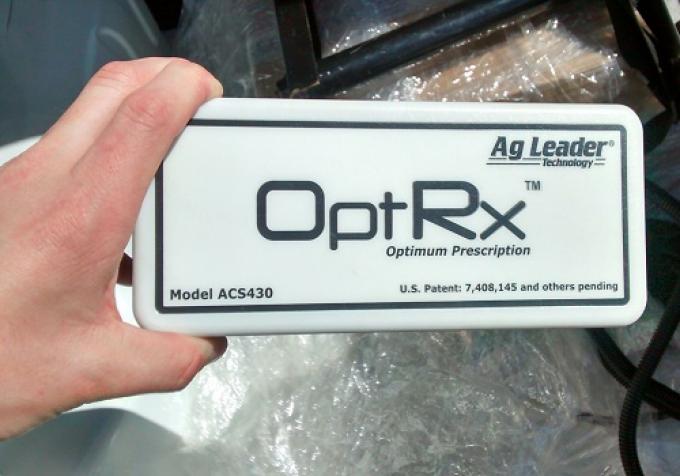 Ag Leader®
Technology
OptRx™
Optimum Prescription
Model ACS430
U.S. Patent: 7,408,145 and others pending